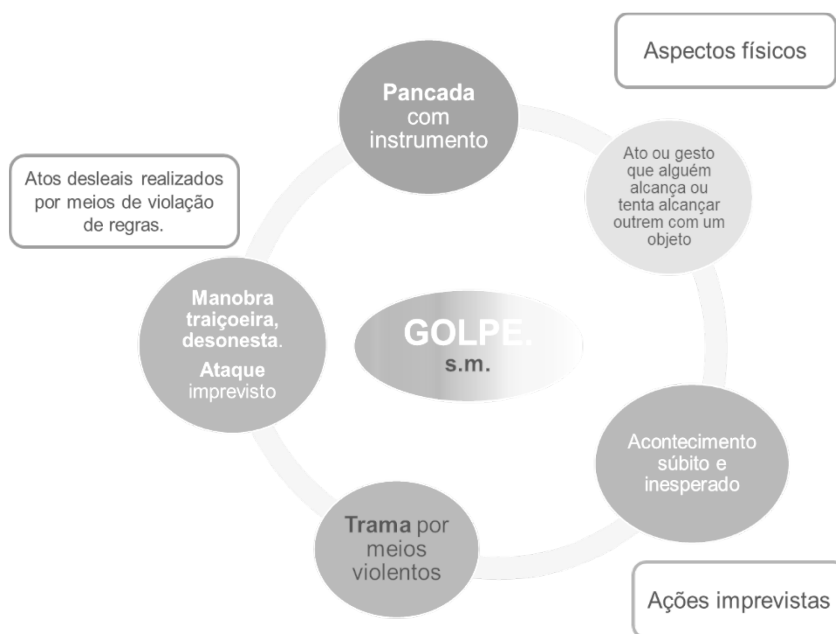 Aspectos físicos
Pancada
com
instrumento
Ato ou gesto
que alguém
alcança ou
tenta alcançar
outrem com um
objeto
Atos desleais realizados
por meios de violação
de regras.
Manobra
traiçoeira,
desonesta.
Ataque
imprevisto
GOLPE.
s.m.
Acontecimento
súbito e
inesperado
Trama por
meios
violentos
Ações imprevistas